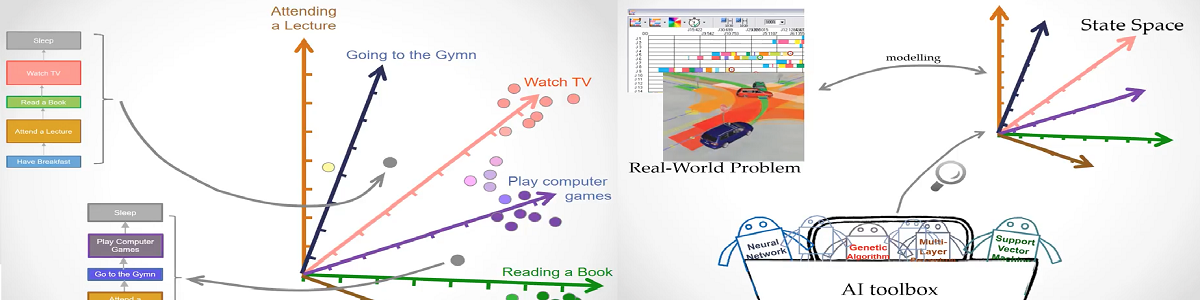 Attending
a Lecture
Going to the Gymn
Watch TV
Play computer
games
Reading a Book
Sleep
Watch TV
Read a Book
Attend a Lecture
Have Breakfast
Sleep
Play Computer
Games
Go to the Gymn
Attend a
State Space
modelling
Real-World Problem
Neural
Network
Genetic
Algorithm
Multi-
Layer
Support
Vector
AI toolbox